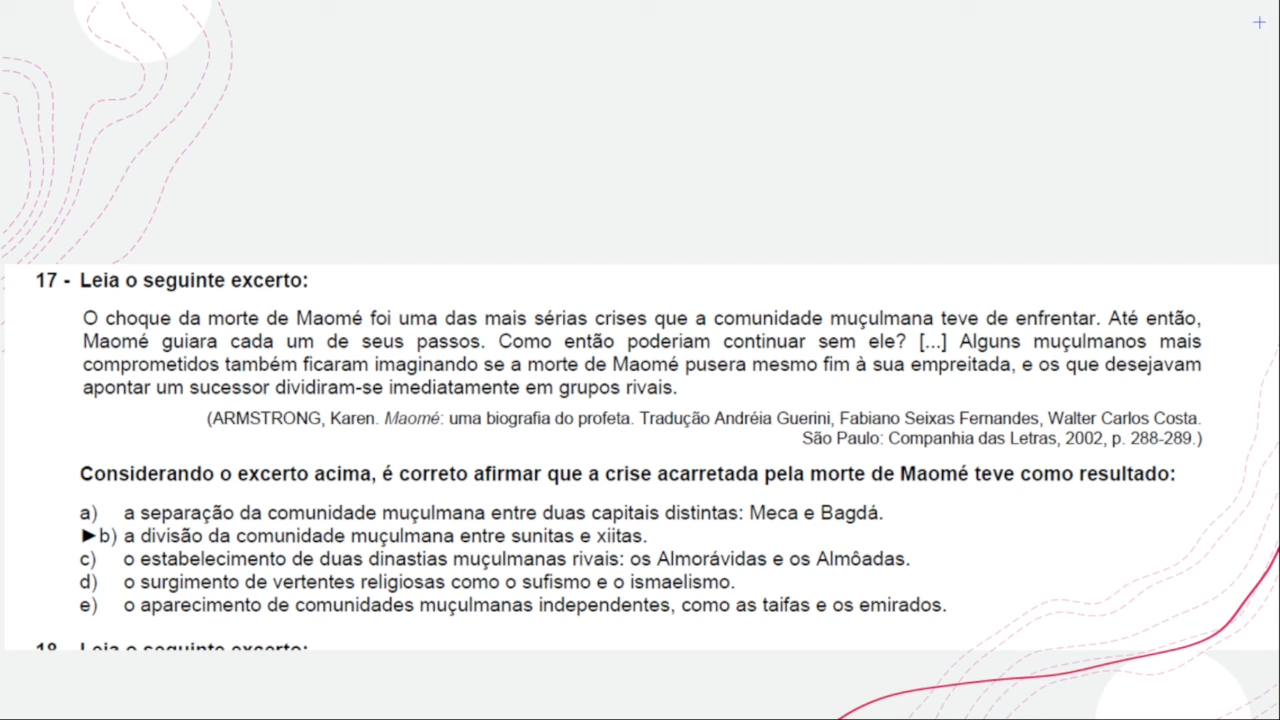 17 - Leia o seguinte excerto:
O choque da morte de Maomé foi uma das mais sérias crises que a comunidade muçulmana teve de enfrentar. Até então,
Maomé guiara cada um de seus passos. Como então poderiam continuar sem ele? [...] Alguns muçulmanos mais
comprometidos também ficaram imaginando se a morte de Maomé pusera mesmo fim à sua empreitada, e os que desejavam
apontar um sucessor dividiram-se imediatamente em grupos rivais.
(ARMSTRONG, Karen. Maomé: uma biografia do profeta. Tradução Andréia Guerini, Fabiano Seixas Fernandes, Walter Carlos Costa.
São Paulo: Companhia das Letras, 2002, p. 288-289.)
Considerando o excerto acima, é correto afirmar que a crise acarretada pela morte de Maomé teve como resultado:
a) a separação da comunidade muçulmana entre duas capitais distintas: Meca e Bagdá.
►b) a divisão da comunidade muçulmana entre sunitas e xiitas.
c) o estabelecimento de duas dinastias muçulmanas rivais: os Almorávidas e os Almôadas.
d) o surgimento de vertentes religiosas como o sufismo e o ismaelismo.
e) o aparecimento de comunidades muçulmanas independentes, como as taifas e os emirados.
18 Leia o seguinte excerto: